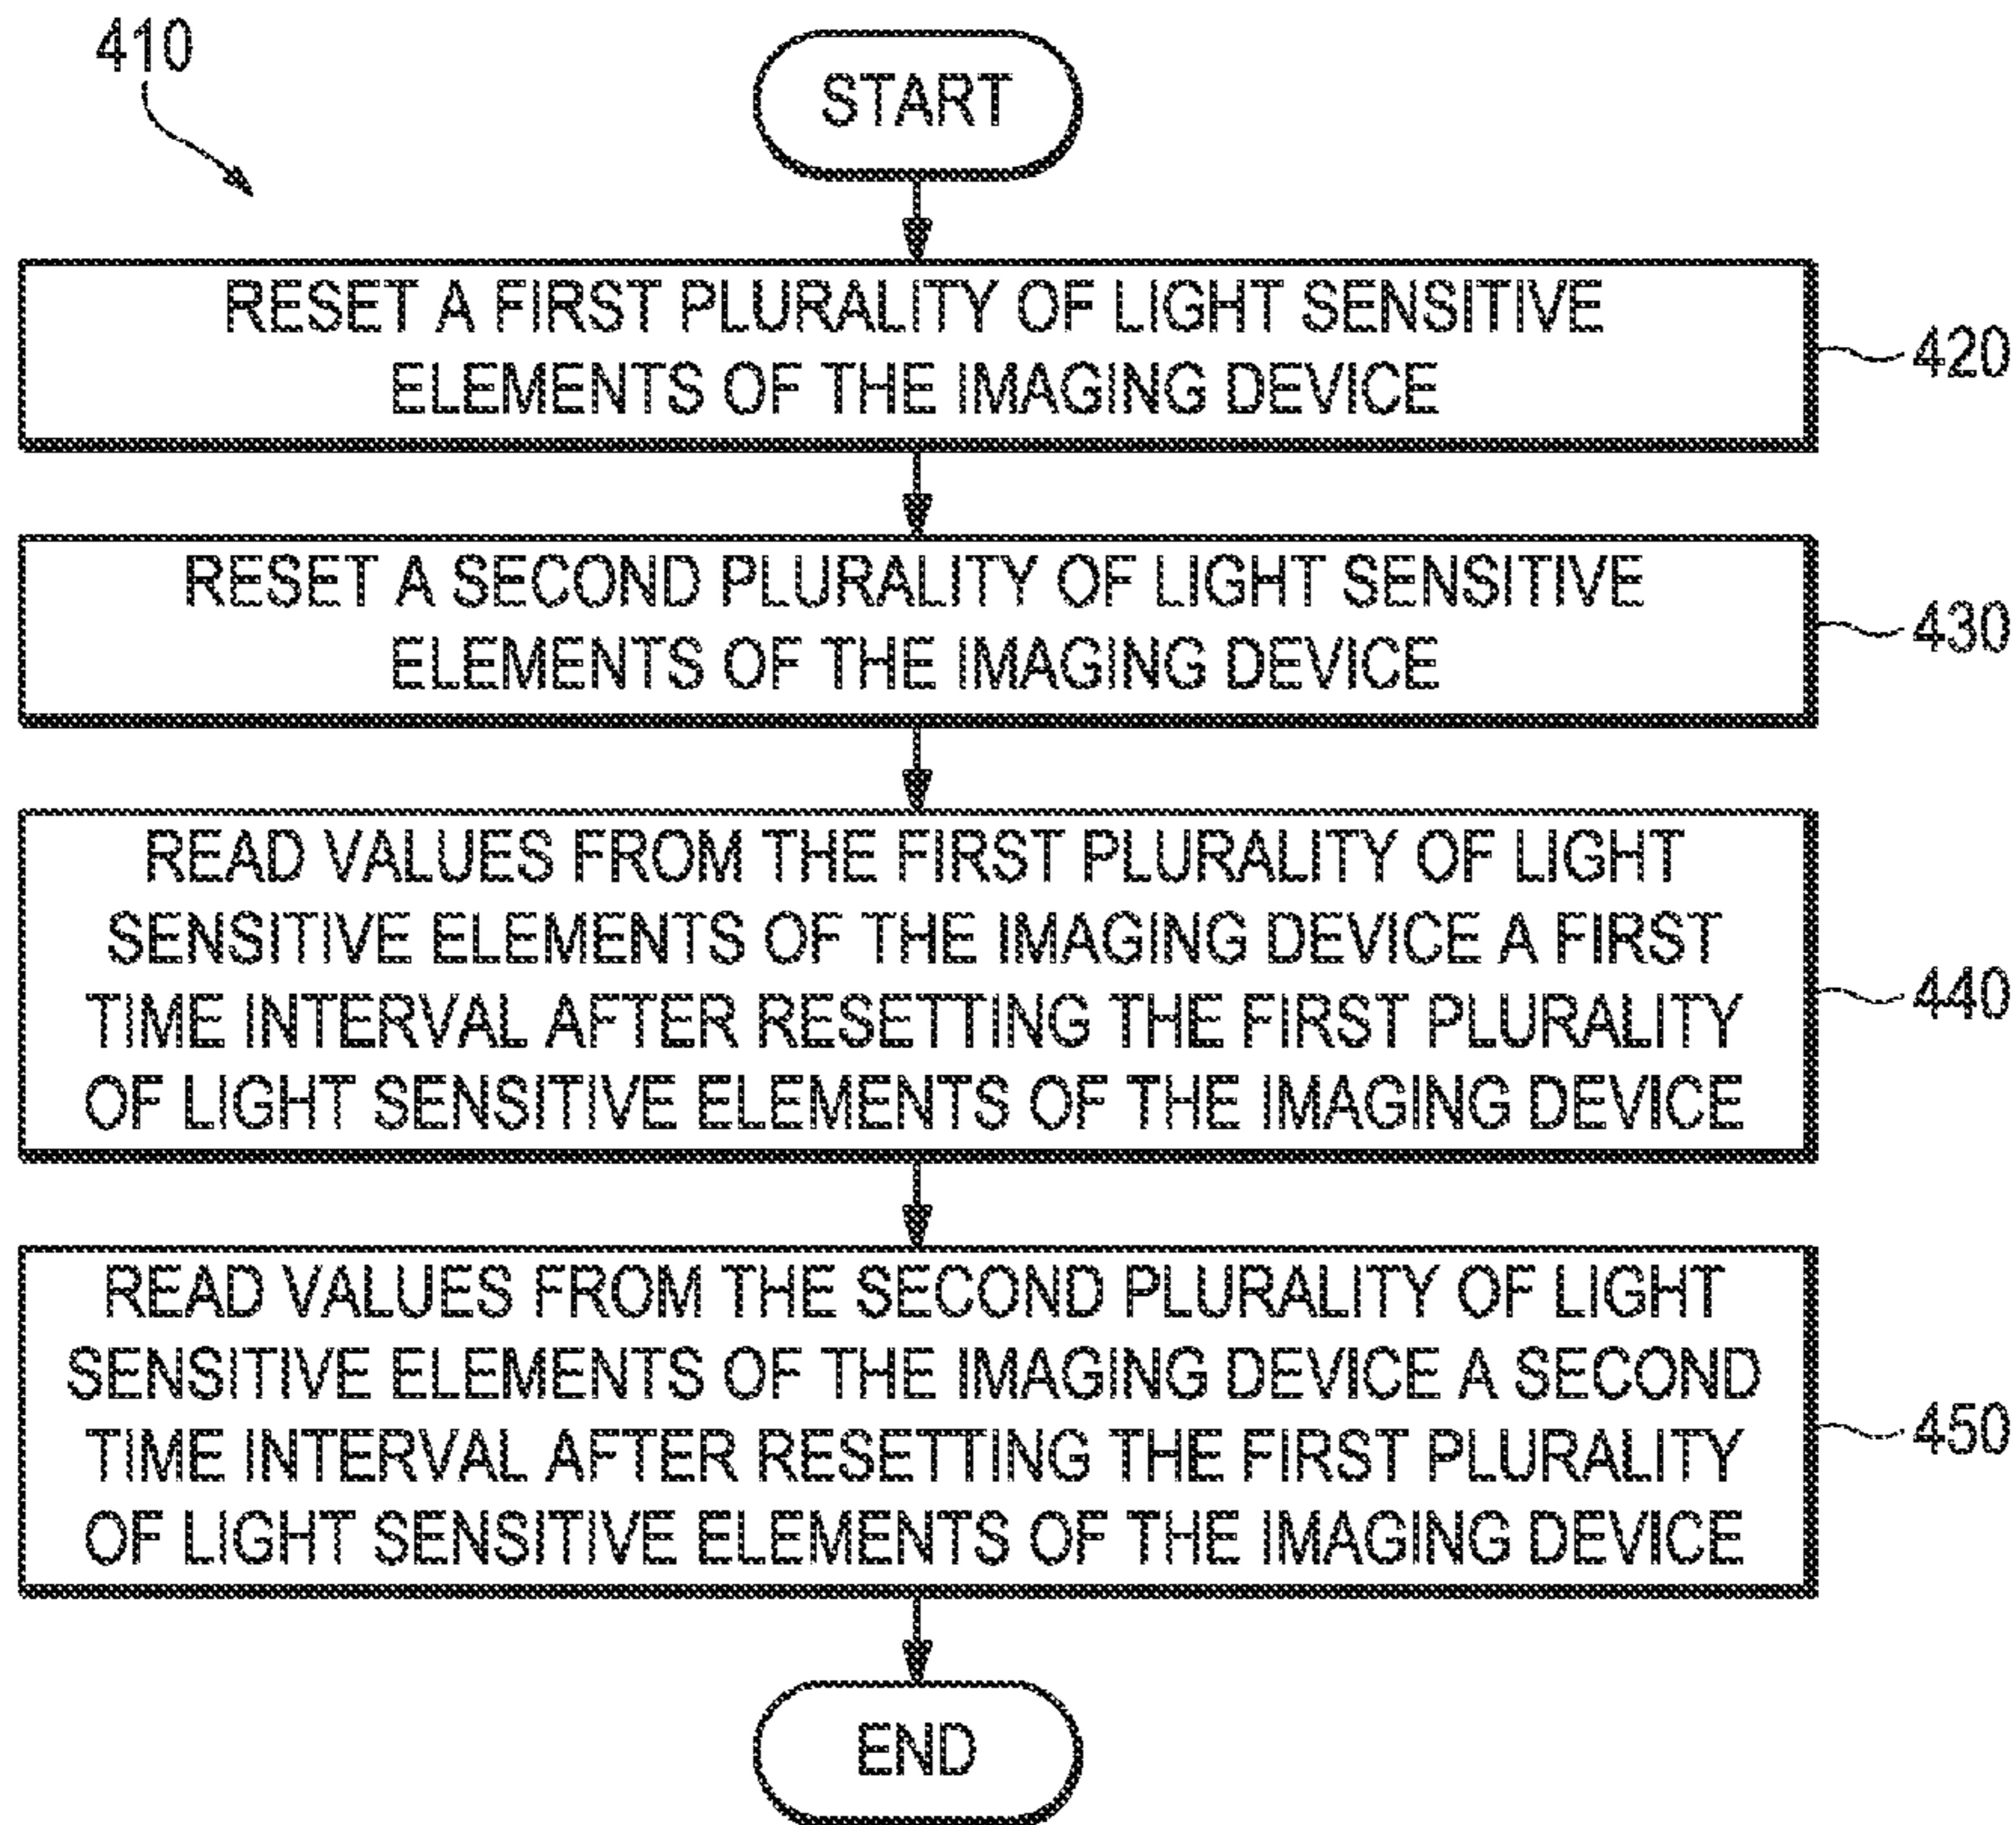 410
START
RESET A FIRST PLURALITY OF LIGHT SENSITIVE
ELEMENTS OF THE IMAGING DEVICE
420
RESET A SECOND PLURALITY OF LIGHT SENSITIVE
ELEMENTS OF THE IMAGING DEVICE
430
READ VALUES FROM THE FIRST PLURALITY OF LIGHT
SENSITIVE ELEMENTS OF THE IMAGING DEVICE A FIRST
TIME INTERVAL AFTER RESETTING THE FIRST PLURALITY
OF LIGHT SENSITIVE ELEMENTS OF THE IMAGING DEVICE
440
READ VALUES FROM THE SECOND PLURALITY OF LIGHT
SENSITIVE ELEMENTS OF THE IMAGING DEVICE A SECOND
TIME INTERVAL AFTER RESETTING THE FIRST PLURALITY
OF LIGHT SENSITIVE ELEMENTS OF THE IMAGING DEVICE
450
END